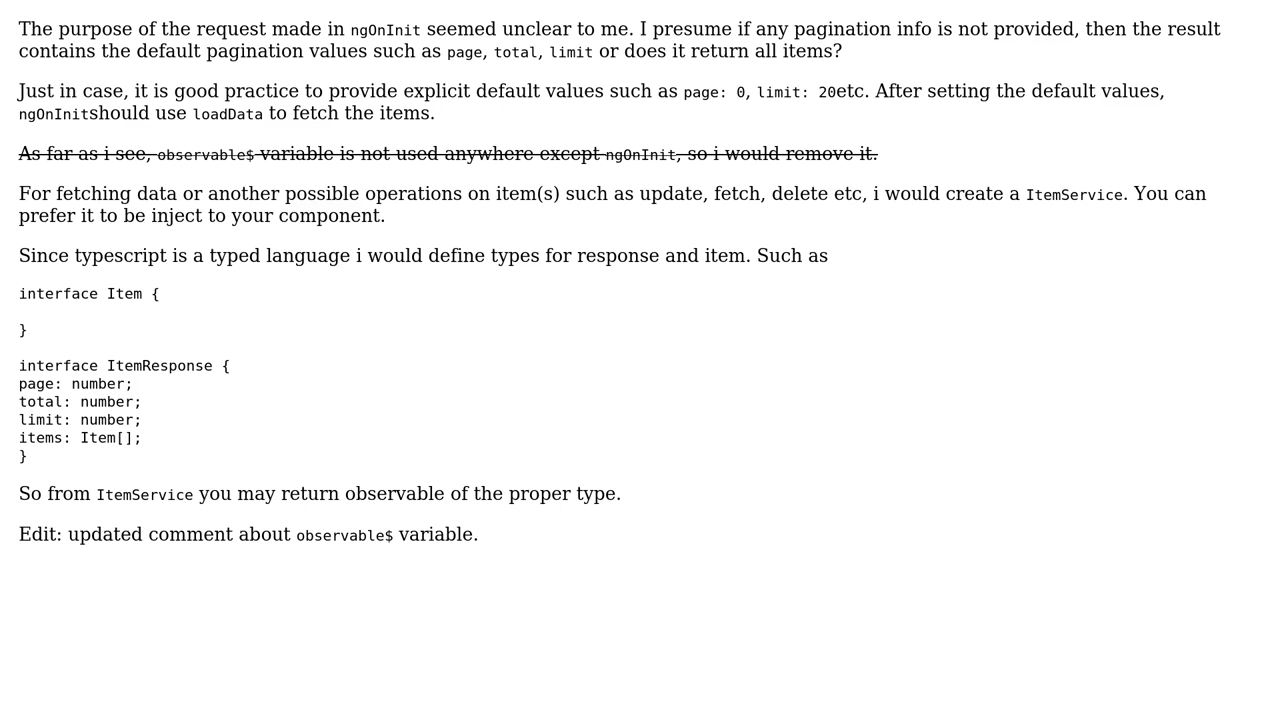 The purpose of the request made in ngOnInit seemed unclear to me. I presume if any pagination info is not provided, then the result
contains the default pagination values such as page, total, limit or does it return all items?
Just in case, it is good practice to provide explicit default values such as page: 0, limit: 20etc. After setting the default values,
ngOnInitshould use loadData to fetch the items.
As far as i see, observable$ variable is not used anywhere except ngOnInit, so i would remove it.
For fetching data or another possible operations on item(s) such as update, fetch, delete etc, i would create a ItemService. You can
prefer it to be inject to your component.
Since typescript is a typed language i would define types for response and item. Such as
interface Item {
}
interface ItemResponse {
page: number;
total: number;
limit: number;
items: Item[];
}
So from ItemService you may return observable of the proper type.
Edit: updated comment about observable$ variable.